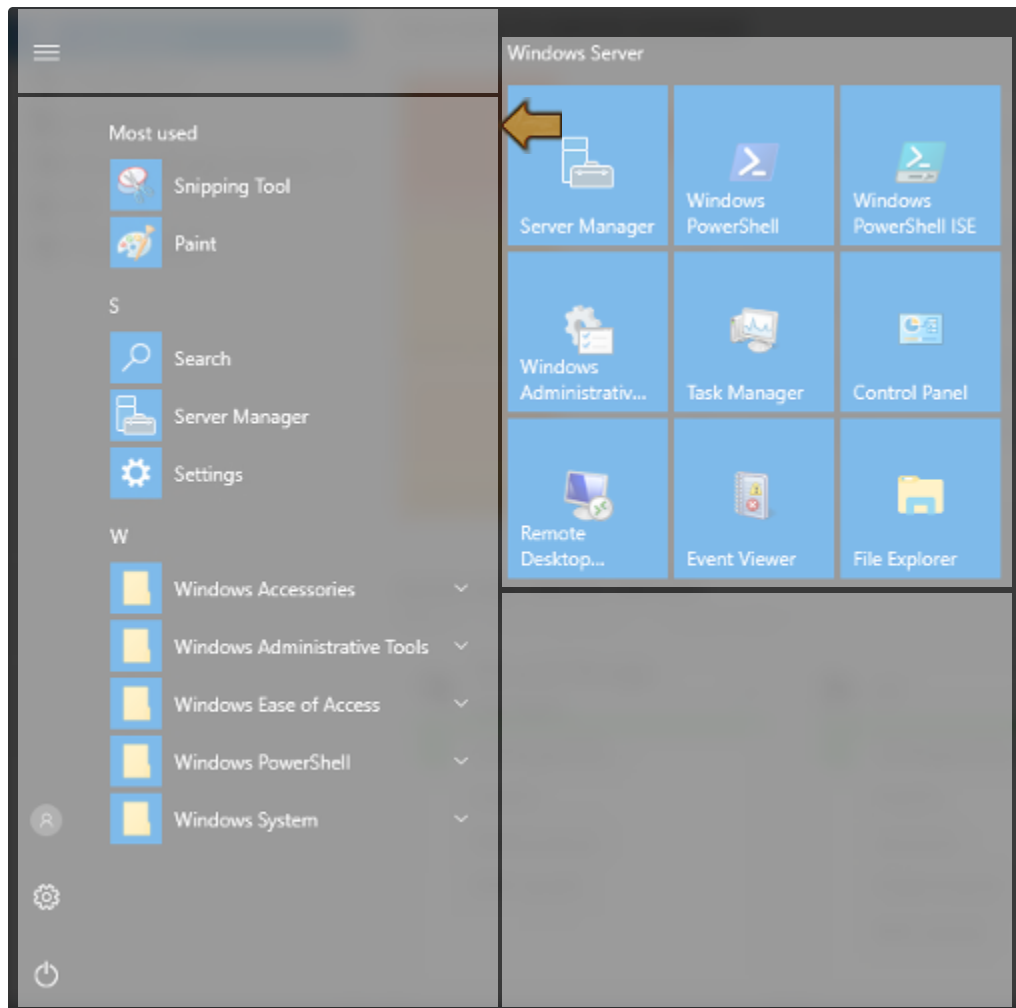 Most used
Snipping Tool
Paint
S
Search
Server Manager
Settings
W
Windows Accessories
Windows Administrative Tools
Windows Ease of Access
Windows PowerShell
Windows System
Windows Server
Server Manager
Windows
PowerShell
Windows
PowerShell ISE
Windows
Administrativ...
Task Manager
Control Panel
Remote
Desktop...
Event Viewer
File Explorer